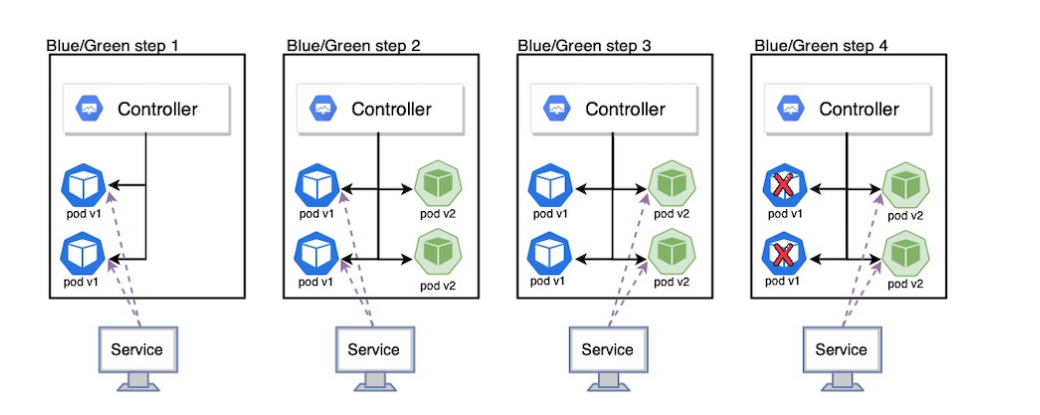 Blue/Green step 1
Controller
pod v1
pod v1
Service
Blue/Green step 2
Controller
pod v1
pod v2
pod v1
pod v2
Service
Blue/Green step 3
Controller
pod v1
pod v2
pod v1
pod v2
Service
Blue/Green step 4
Controller
pod v1
pod v2
pod v1
pod v2
Service